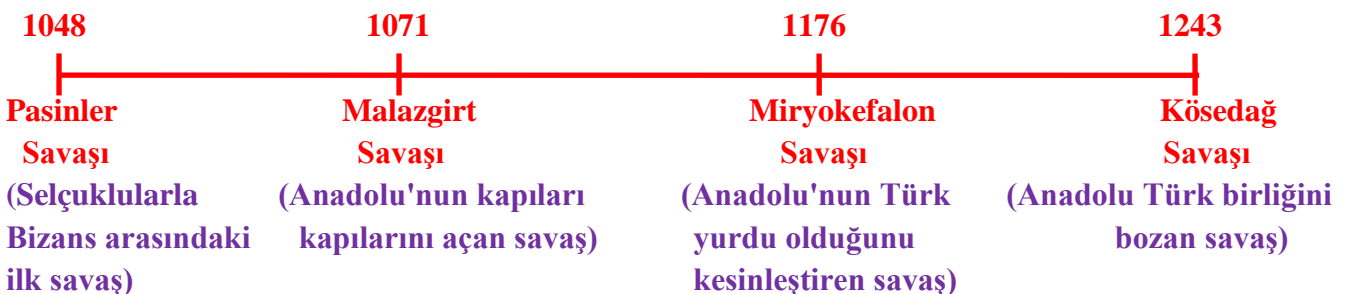 1048 1071 1176 1243
Pasinler Malazgirt Miryokefalon Kösedağ
Savaşı Savaşı Savaşı Savaşı
(Selçuklularla (Anadolu'nun kapıları (Anadolu'nun Türk (Anadolu Türk birliğini
Bizans arasındaki kapılarını açan savaş) yurdu olduğunu bozan savaş)
ilk savaş) kesinleştiren savaş)